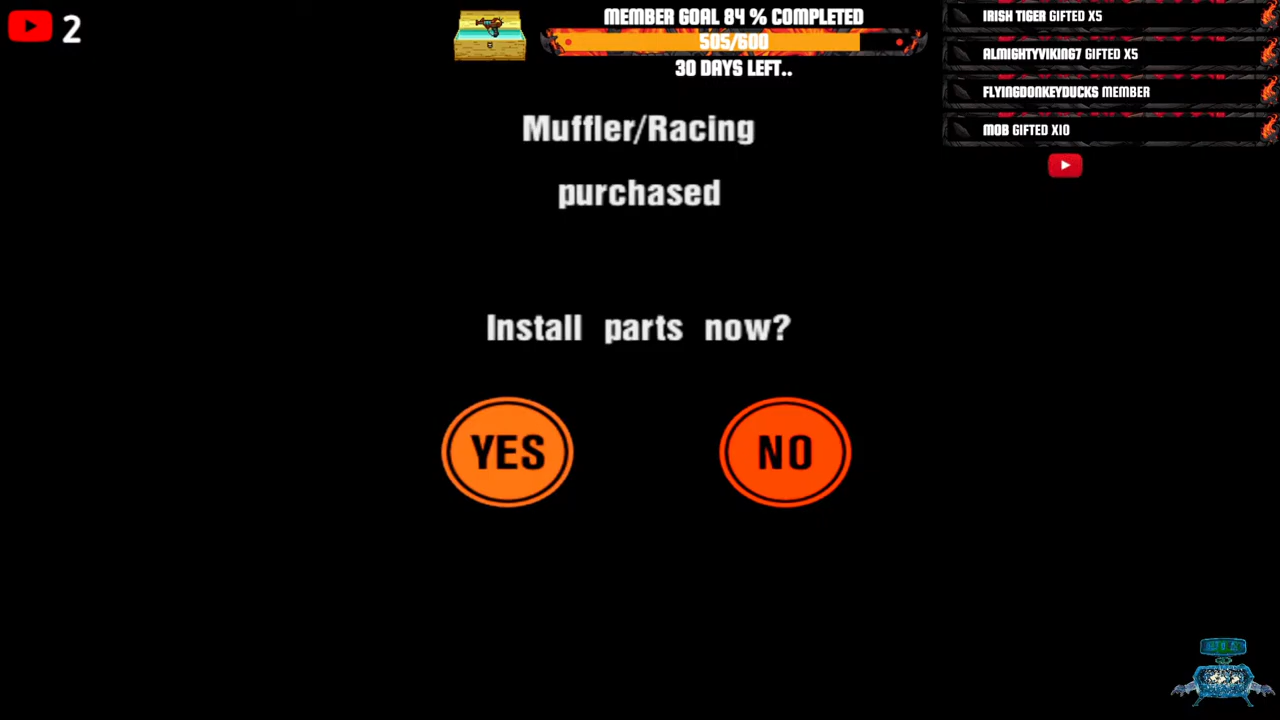 2
MEMBER GOAL 84 % COMPLETED
505/600
30 DAYS LEFT..
IRISH TIGER GIFTED X5
ALMIGHTYVIKING7 GIFTED X5
FLYINGDONKEYDUCKS MEMBER
MOB GIFTED X10
Muffler/Racing
purchased
Install parts now?
YES
NO